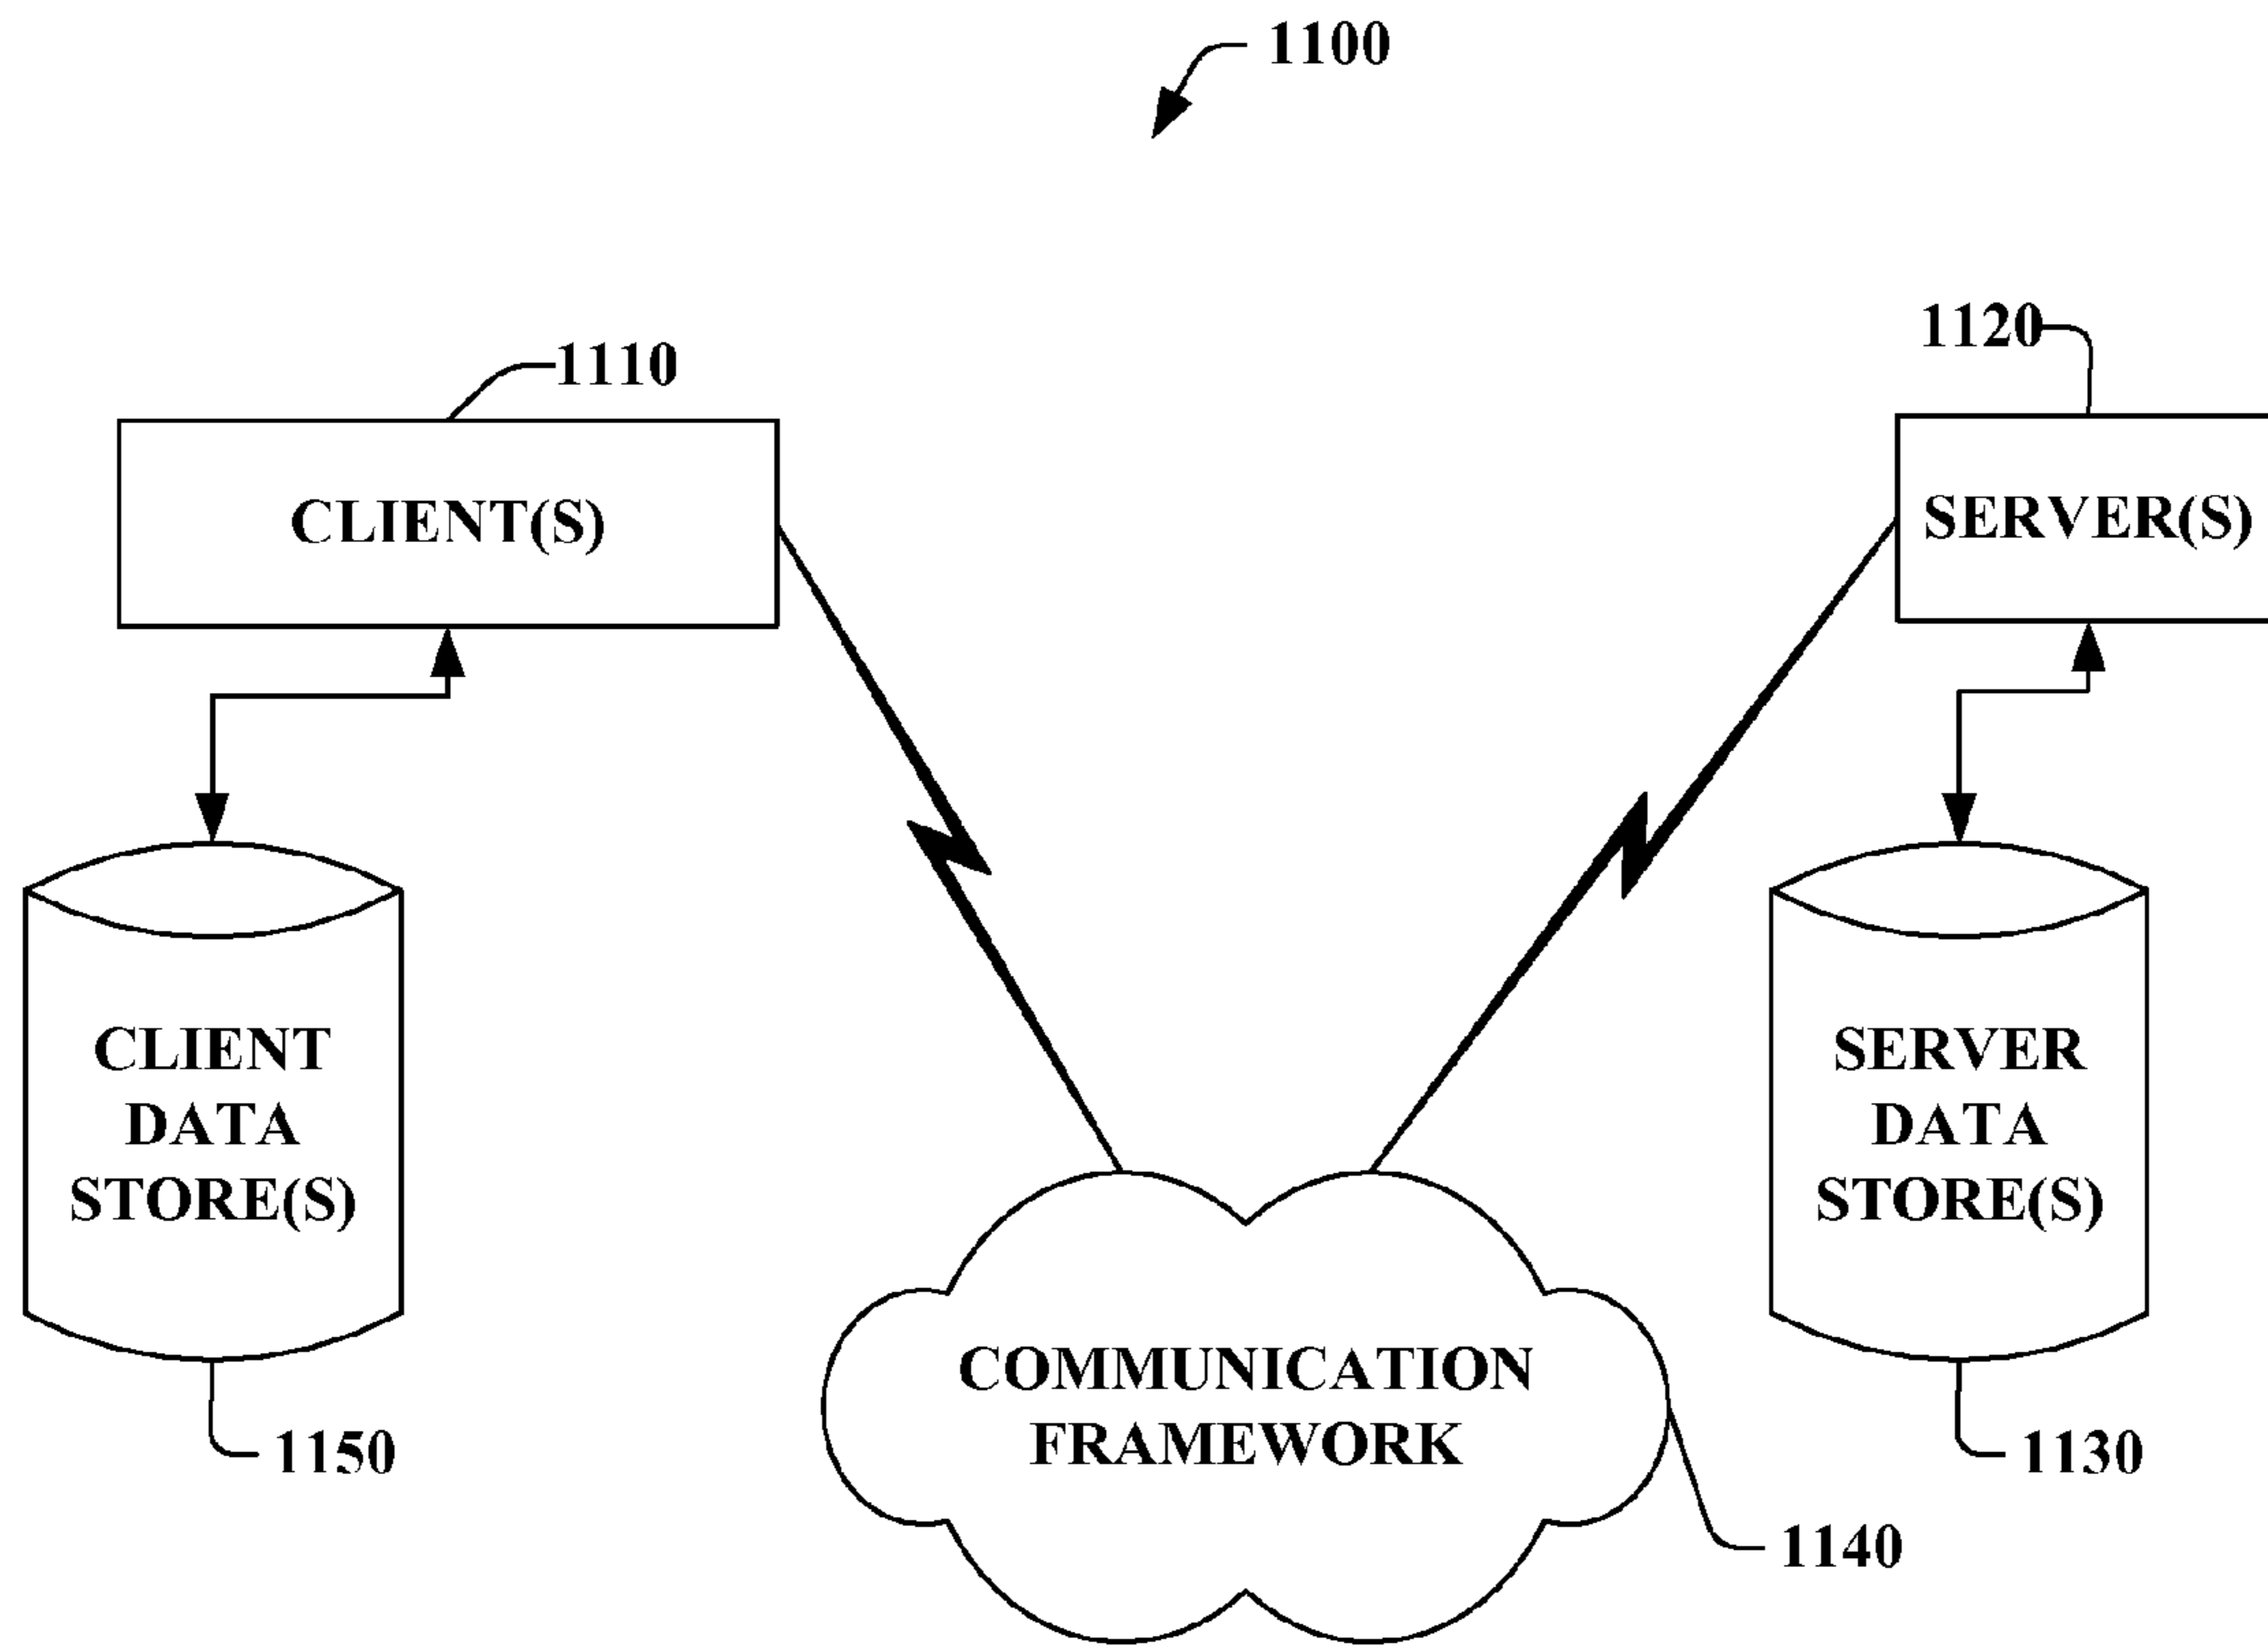 1100
1110
1120
CLIENT(S)
SERVER(S)
CLIENT
DATA
STORE(S)
SERVER
DATA
STORE(S)
COMMUNICATION
FRAMEWORK
1150
1130
1140